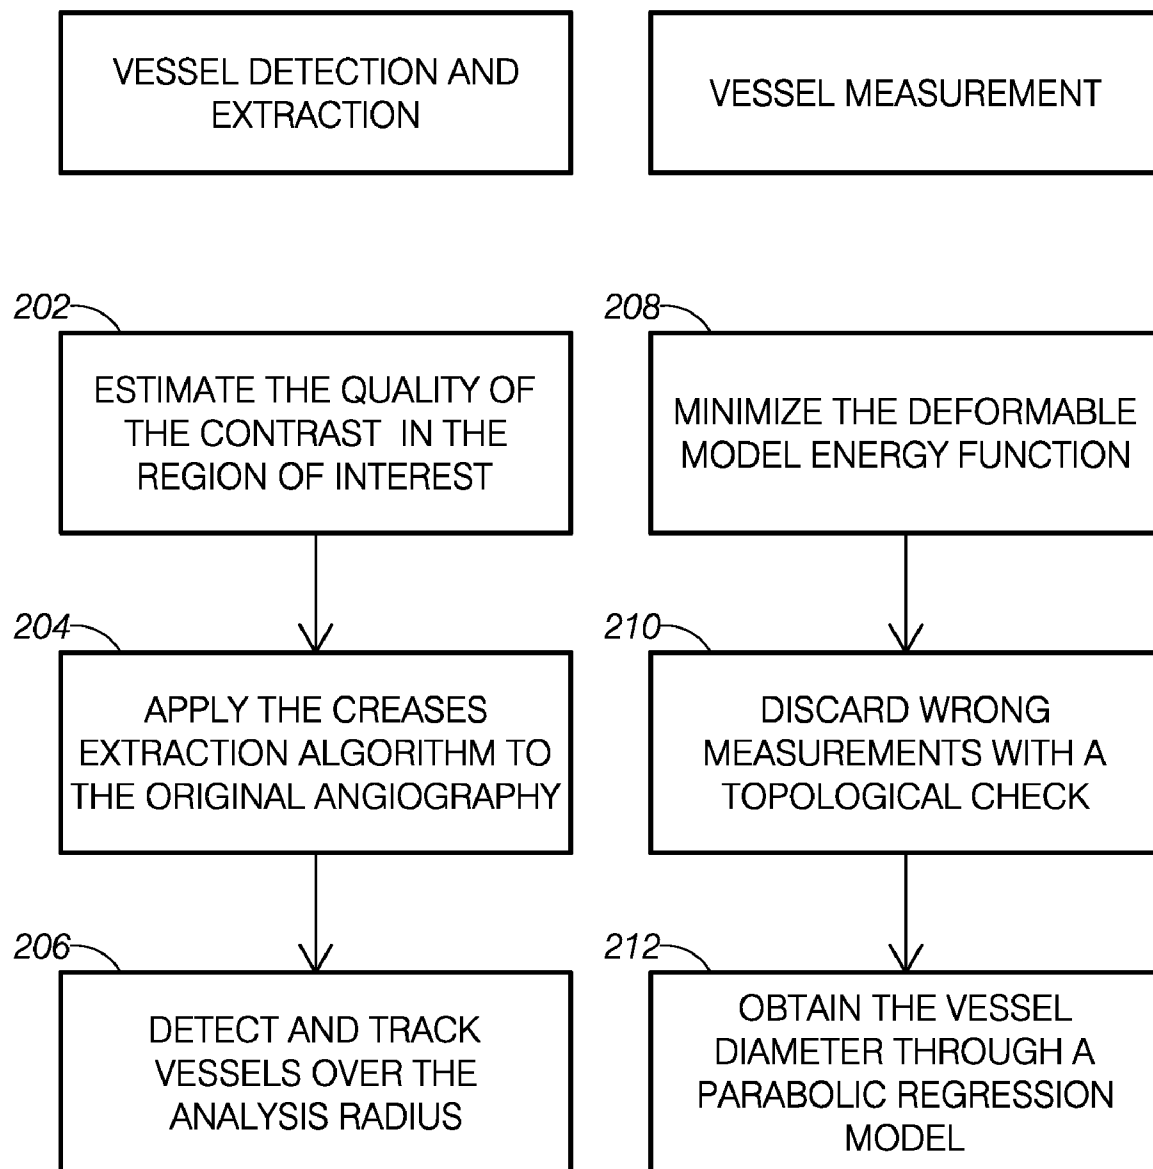 VESSEL DETECTION AND
EXTRACTION
VESSEL MEASUREMENT
202
ESTIMATE THE QUALITY OF
THE CONTRAST IN THE
REGION OF INTEREST
204
APPLY THE CREASES
EXTRACTION ALGORITHM TO
THE ORIGINAL ANGIOGRAPHY
206
DETECT AND TRACK
VESSELS OVER THE
ANALYSIS RADIUS
208
MINIMIZE THE DEFORMABLE
MODEL ENERGY FUNCTION
210
DISCARD WRONG
MEASUREMENTS WITH A
TOPOLOGICAL CHECK
212
OBTAIN THE VESSEL
DIAMETER THROUGH A
PARABOLIC REGRESSION
MODEL